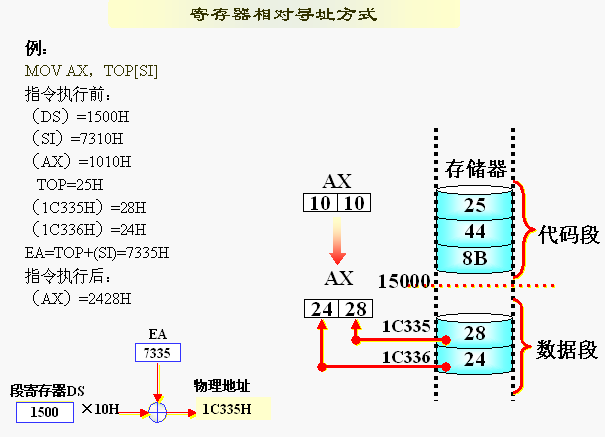 寄存器相对寻址方式
例:
MOV AX，TOP[SI]
指令执行前:
（DS）=1500H
（SI）=7310H
（AX）=1010H
TOP=25H
（1C335H）=28H
（1C336H）=24H
EA=TOP+(SI)=7335H
指令执行后:
（AX）=2428H
EA
7335
段寄存器DS
1500 ×10H
物理地址
1C335H
AX
10 10
AX
24 28
存储器
25
44
8B
代码段
15000
1C335
28
1C336
24
数据段